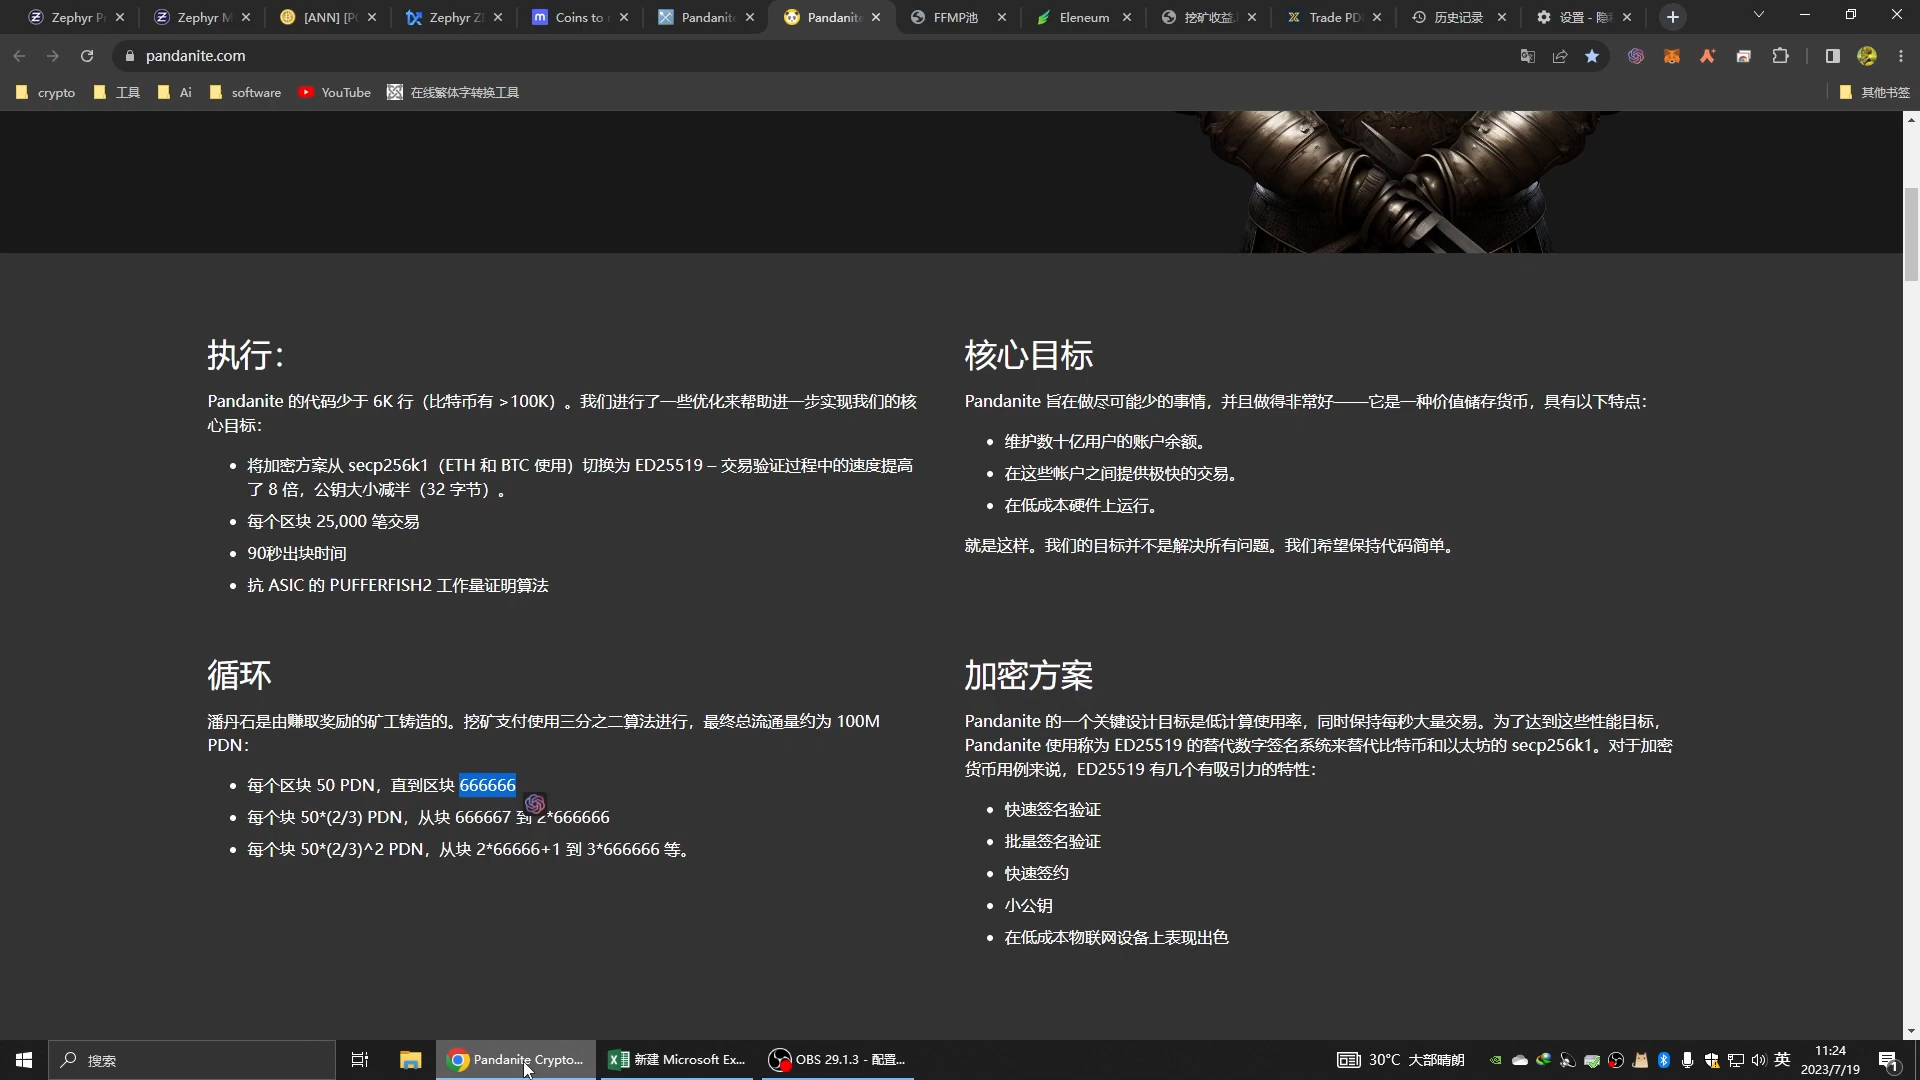 Zephyr P
Zephyr M
[ANN] [P
Zephyr Z
Coins to
Pandanite
Pandanite
FFMP池
Eleneum
挖矿收益
Trade PD
历史记录
设置 - 隐
pandanite.com
crypto
工具
Ai
software
YouTube
在线繁体字转换工具
其他书签
执行：
Pandanite 的代码少于 6K 行（比特币有 >100K）。我们进行了一些优化来帮助进一步实现我们的核
心目标：
将加密方案从 secp256k1（ETH 和 BTC 使用）切换为 ED25519 – 交易验证过程中的速度提高
了 8 倍，公钥大小减半（32 字节）。
每个区块 25,000 笔交易
90秒出块时间
抗 ASIC 的 PUFFERFISH2 工作量证明算法
核心目标
Pandanite 旨在做尽可能少的事情，并且做得非常好——它是一种价值储存货币，具有以下特点：
维护数十亿用户的账户余额。
在这些帐户之间提供极快的交易。
在低成本硬件上运行。
就是这样。我们的目标并不是解决所有问题。我们希望保持代码简单。
循环
潘丹石是由赚取奖励的矿工铸造的。挖矿支付使用三分之二算法进行，最终总流通量约为 100M
PDN：
每个区块 50 PDN，直到区块 666666
每个块 50*(2/3) PDN，从块 666667 到 2*666666
每个块 50*(2/3)^2 PDN，从块 2*66666+1 到 3*666666 等。
加密方案
Pandanite 的一个关键设计目标是低计算使用率，同时保持每秒大量交易。为了达到这些性能目标，
Pandanite 使用称为 ED25519 的替代数字签名系统来替代比特币和以太坊的 secp256k1。对于加密
货币用例来说，ED25519 有几个有吸引力的特性：
快速签名验证
批量签名验证
快速签约
小公钥
在低成本物联网设备上表现出色
搜索
Pandanite Crypto...
新建 Microsoft Ex...
OBS 29.1.3 - 配置...
30°C 大部晴朗
英
11:24
2023/7/19
1